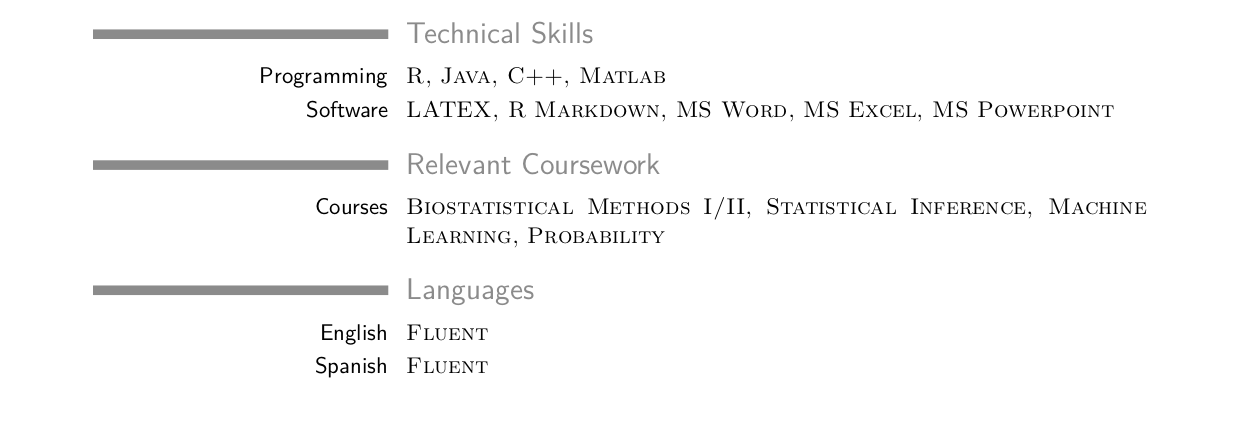 Technical Skills
Programming R, Java, C++, Matlab
Software LATEX, R Markdown, MS Word, MS Excel, MS Powerpoint
Relevant Coursework
Courses Biostatistical Methods I/II, Statistical Inference, Machine
Learning, Probability
Languages
English Fluent
Spanish Fluent